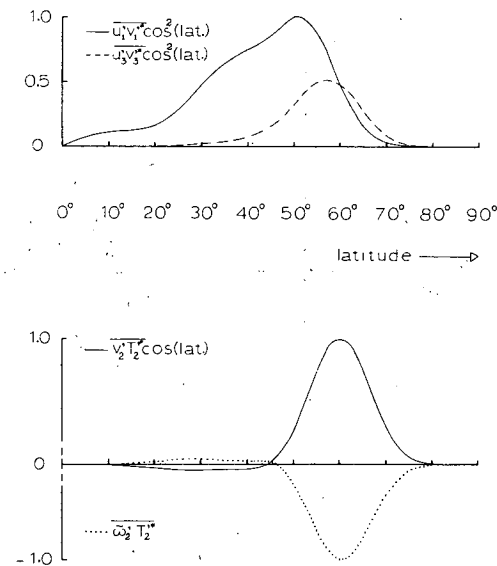 1.0
u₁'v₁'* cos²(lat.)
u₃'v₃'* cos²(lat.)
0.5
0
0° 10° 20° 30° 40° 50° 60° 70° 80° 90°
latitude
1.0
v₂'T₂'* cos(lat.)
0
ω̃₂'T₂'*
-1.0